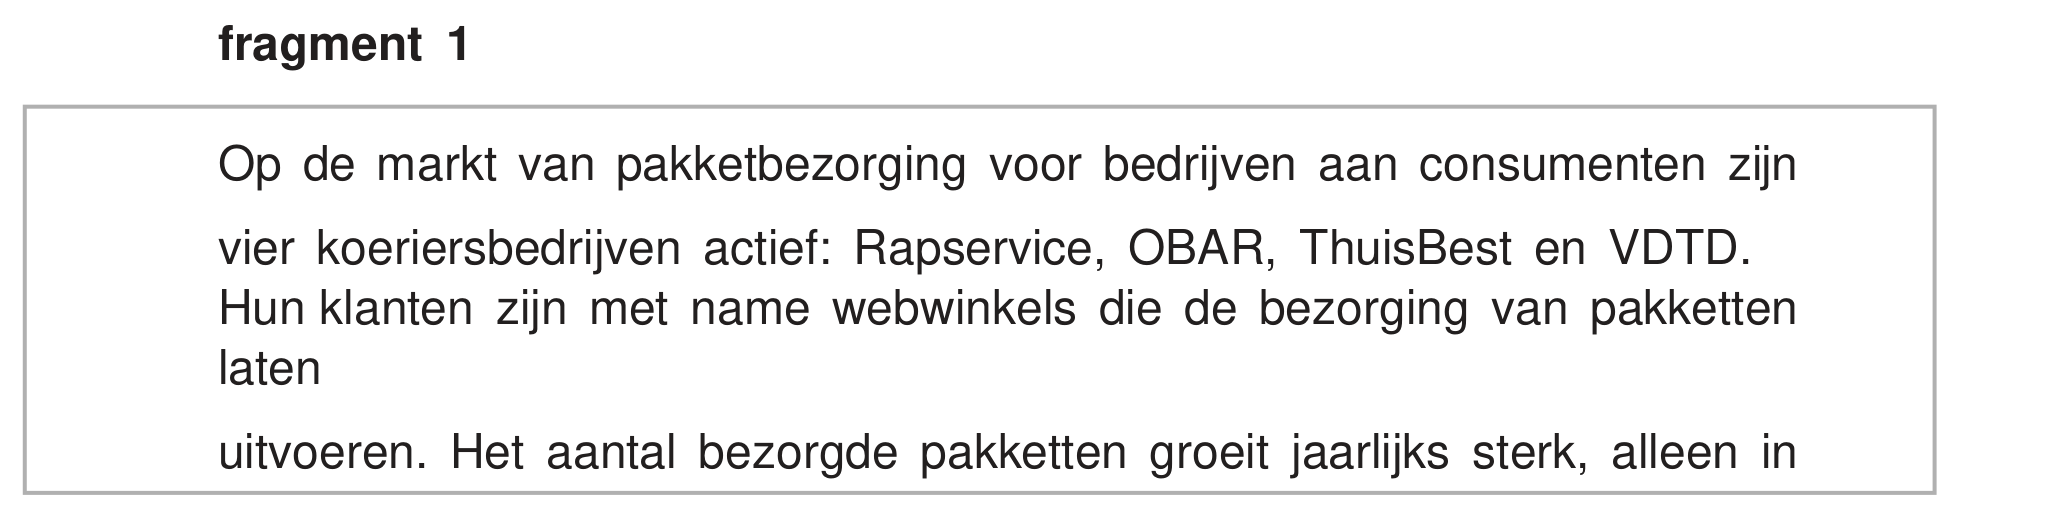 fragment 1
Op de markt van pakketbezorging voor bedrijven aan consumenten zijn
vier koeriersbedrijven actief: Rapservice, OBAR, ThuisBest en VDTD.
Hun klanten zijn met name webwinkels die de bezorging van pakketten
laten
uitvoeren. Het aantal bezorgde pakketten groeit jaarlijks sterk, alleen in